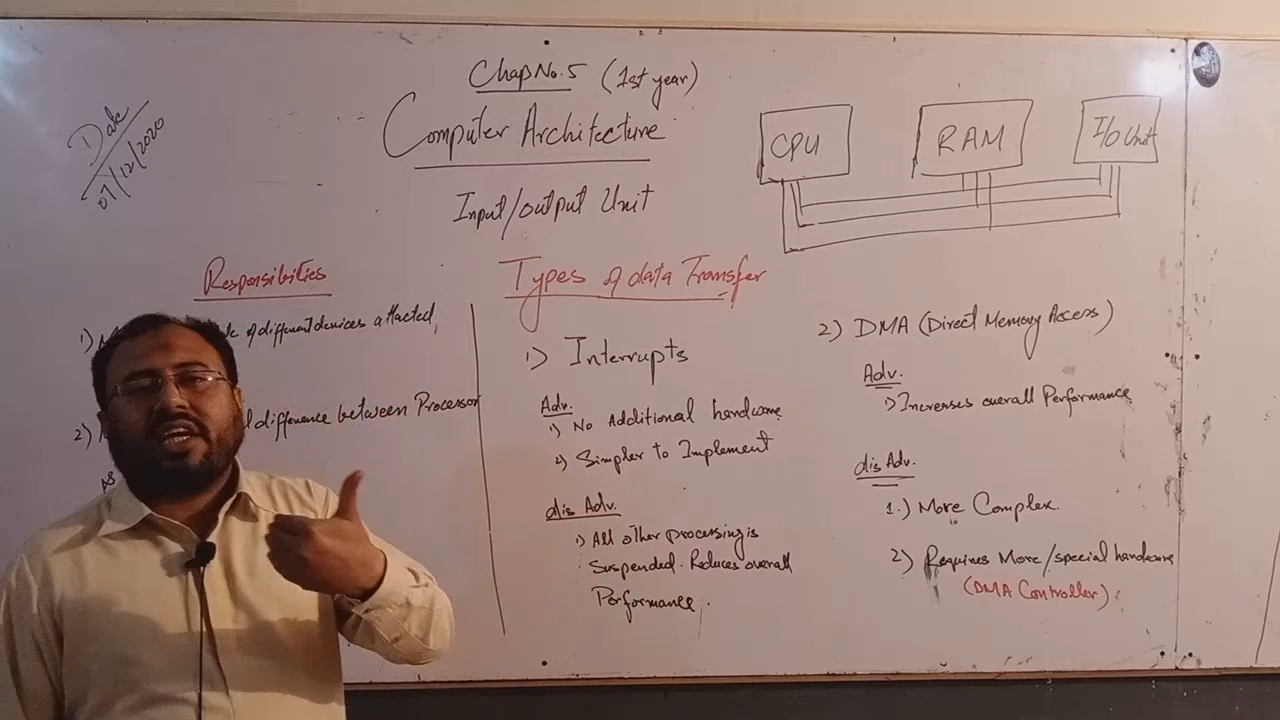 Chap No. 5 (1st year)
Computer Architecture
Input/output Unit
Date
07/12/2020
CPU
RAM
I/O Unit
Responsibilities
1)
of different devices attached
2)
difference between Processor
as
Types of data Transfer
1) Interrupts
Adv.
1) No Additional hardware
2) Simpler to Implement
dis Adv.
1) All other processing is
suspended. Reduces overall
Performance.
2) DMA (Direct Memory Access)
Adv.
1) Increases overall Performance
dis Adv.
1.) More Complex.
2) Requires More/special hardware
(DMA Controller).